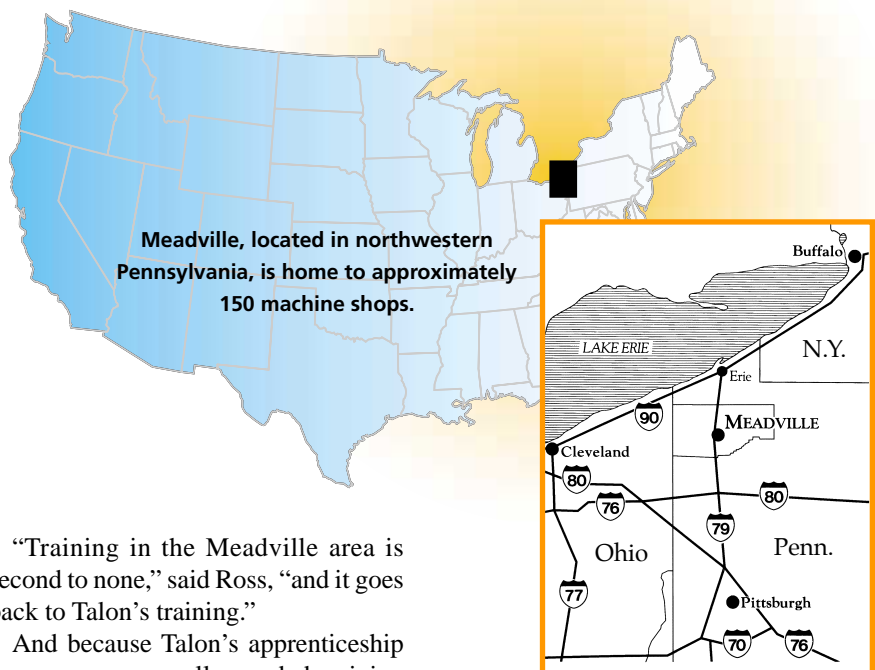 Meadville, located in northwestern
Pennsylvania, is home to approximately
150 machine shops.
Buffalo
LAKE ERIE
N.Y.
Erie
90
MEADVILLE
Cleveland
80
76
80
79
Ohio
Penn.
77
Pittsburgh
70
76
“Training in the Meadville area is
second to none,” said Ross, “and it goes
back to Talon’s training.”
And because Talon’s apprenticeship